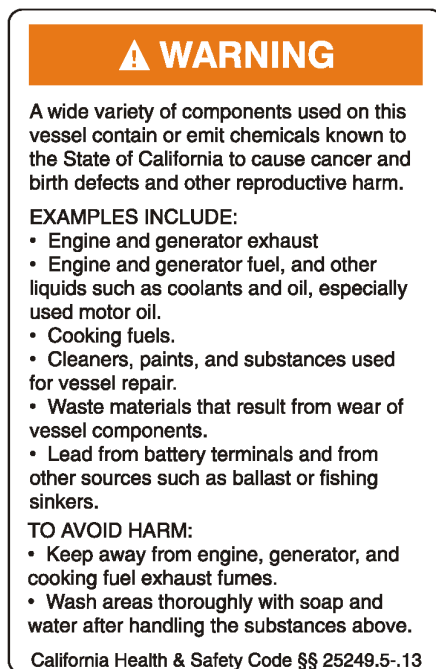 ⚠ WARNING
A wide variety of components used on this
vessel contain or emit chemicals known to
the State of California to cause cancer and
birth defects and other reproductive harm.
EXAMPLES INCLUDE:
• Engine and generator exhaust
• Engine and generator fuel, and other
liquids such as coolants and oil, especially
used motor oil.
• Cooking fuels.
• Cleaners, paints, and substances used
for vessel repair.
• Waste materials that result from wear of
vessel components.
• Lead from battery terminals and from
other sources such as ballast or fishing
sinkers.
TO AVOID HARM:
• Keep away from engine, generator, and
cooking fuel exhaust fumes.
• Wash areas thoroughly with soap and
water after handling the substances above.
California Health & Safety Code §§ 25249.5-.13